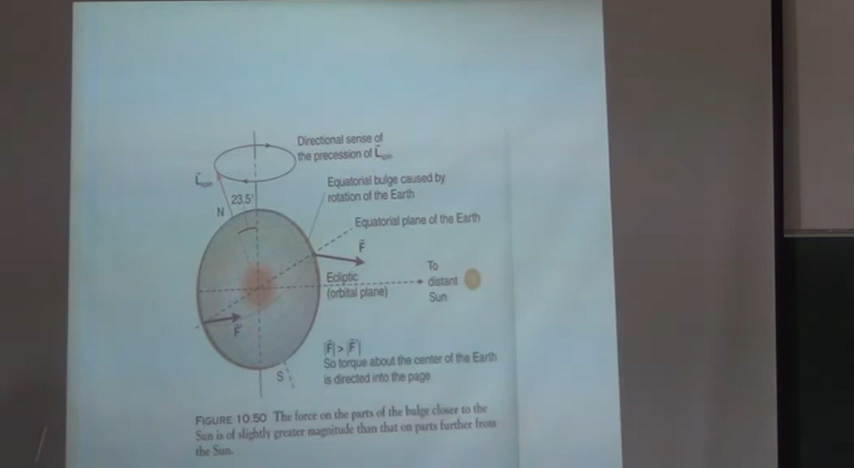 Directional sense of
the precession of L⃗spin
L⃗spin
23.5°
N
Equatorial bulge caused by
rotation of the Earth
Equatorial plane of the Earth
F⃗
Ecliptic
(orbital plane)
To
distant
Sun
F⃗'
|F⃗| > |F⃗'|
So torque about the center of the Earth
is directed into the page
S
FIGURE 10.50 The force on the parts of the bulge closer to the
Sun is of slightly greater magnitude than that on parts further from
the Sun.